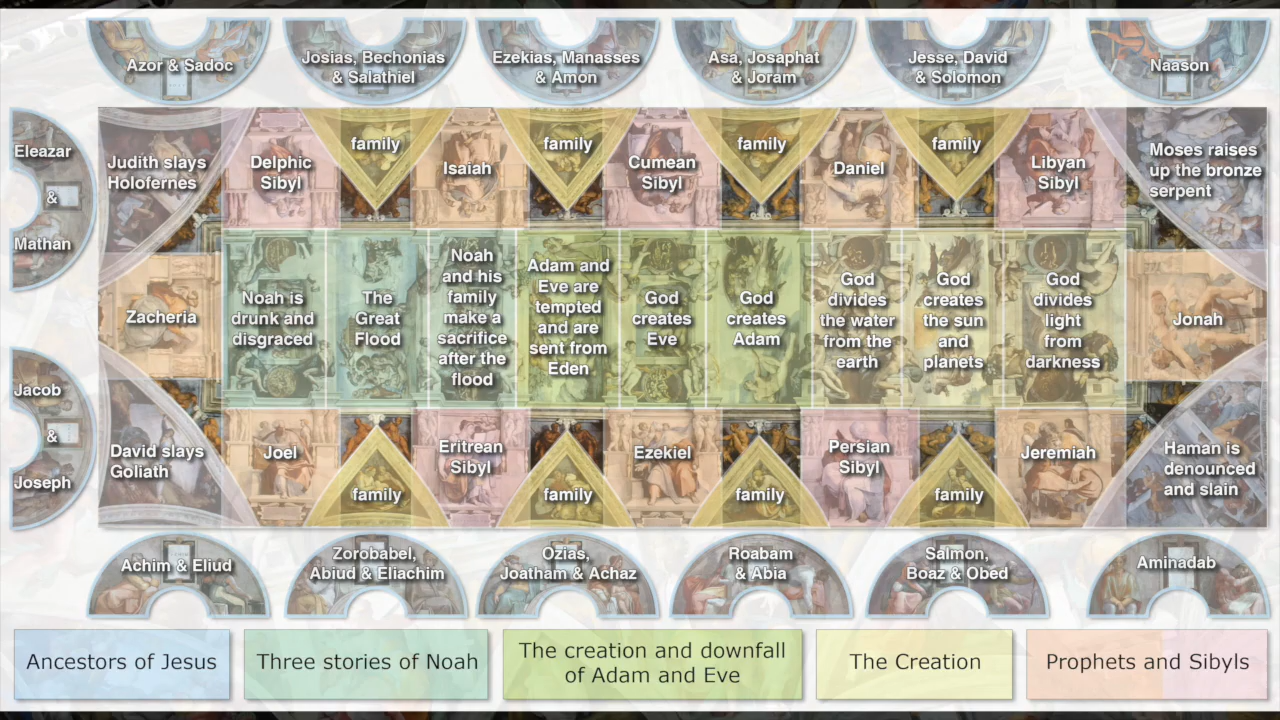 Azor & Sadoc
Josias, Bechonias
& Salathiel
Ezekias, Manasses
& Amon
Asa, Josaphat
& Joram
Jesse, David
& Solomon
Naason
Eleazar
&
Mathan
Judith slays
Holofernes
Delphic
Sibyl
family
Isaiah
family
Cumean
Sibyl
family
Daniel
family
Libyan
Sibyl
Moses raises
up the bronze
serpent
Zacheria
Noah is
drunk and
disgraced
The
Great
Flood
Noah
and his
family
make a
sacrifice
after the
flood
Adam and
Eve are
tempted
and are
sent from
Eden
God
creates
Eve
God
creates
Adam
God
divides
the water
from the
earth
God
creates
the sun
and
planets
God
divides
light
from
darkness
Jonah
Jacob
&
Joseph
David slays
Goliath
Joel
family
Eritrean
Sibyl
family
Ezekiel
family
Persian
Sibyl
family
Jeremiah
Haman is
denounced
and slain
Achim & Eliud
Zorobabel,
Abiud & Eliachim
Ozias,
Joatham & Achaz
Roabam
& Abia
Salmon,
Boaz & Obed
Aminadab
Ancestors of Jesus
Three stories of Noah
The creation and downfall
of Adam and Eve
The Creation
Prophets and Sibyls